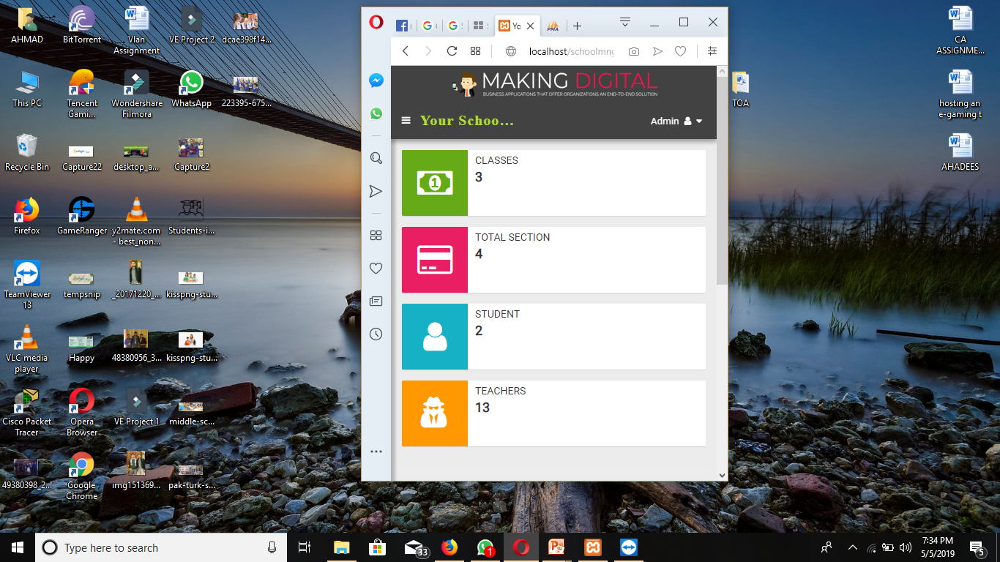 AHMAD
BitTorrent
Vlan
Assignment
VE Project 2
dcae398f14...
This PC
Tencent
Gami...
Wondershare
Filmora
WhatsApp
223395-675...
Recycle Bin
Capture22
desktop_a...
Capture2
Firefox
GameRanger
y2mate.com
- best_non...
Students-i...
TeamViewer
13
tempsnip
_20171220_...
kisspng-stu...
VLC media
player
Happy
48380956_3...
kisspng-stu...
Cisco Packet
Tracer
Opera
Browser
VE Project 1
middle-sc...
49380398_2...
Google
Chrome
img151369...
pak-turk-s...
Yo
PMA
localhost/schoolmng
MAKING DIGITAL
BUSINESS APPLICATIONS THAT OFFER ORGANIZATIONS AN END-TO-END SOLUTION
Your Schoo...
Admin
CLASSES
3
1
TOTAL SECTION
4
STUDENT
2
TEACHERS
13
CA
ASSIGNME...
TOA
hosting an
e-gaming t
AHADEES
Type here to search
33
1
7:34 PM
5/5/2019
5